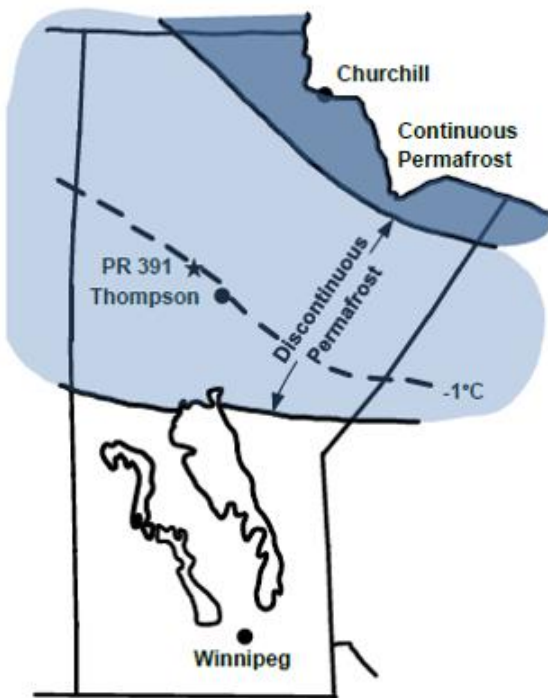 Churchill
Continuous
Permafrost
PR 391
Thompson
Discontinuous
Permafrost
-1°C
Winnipeg